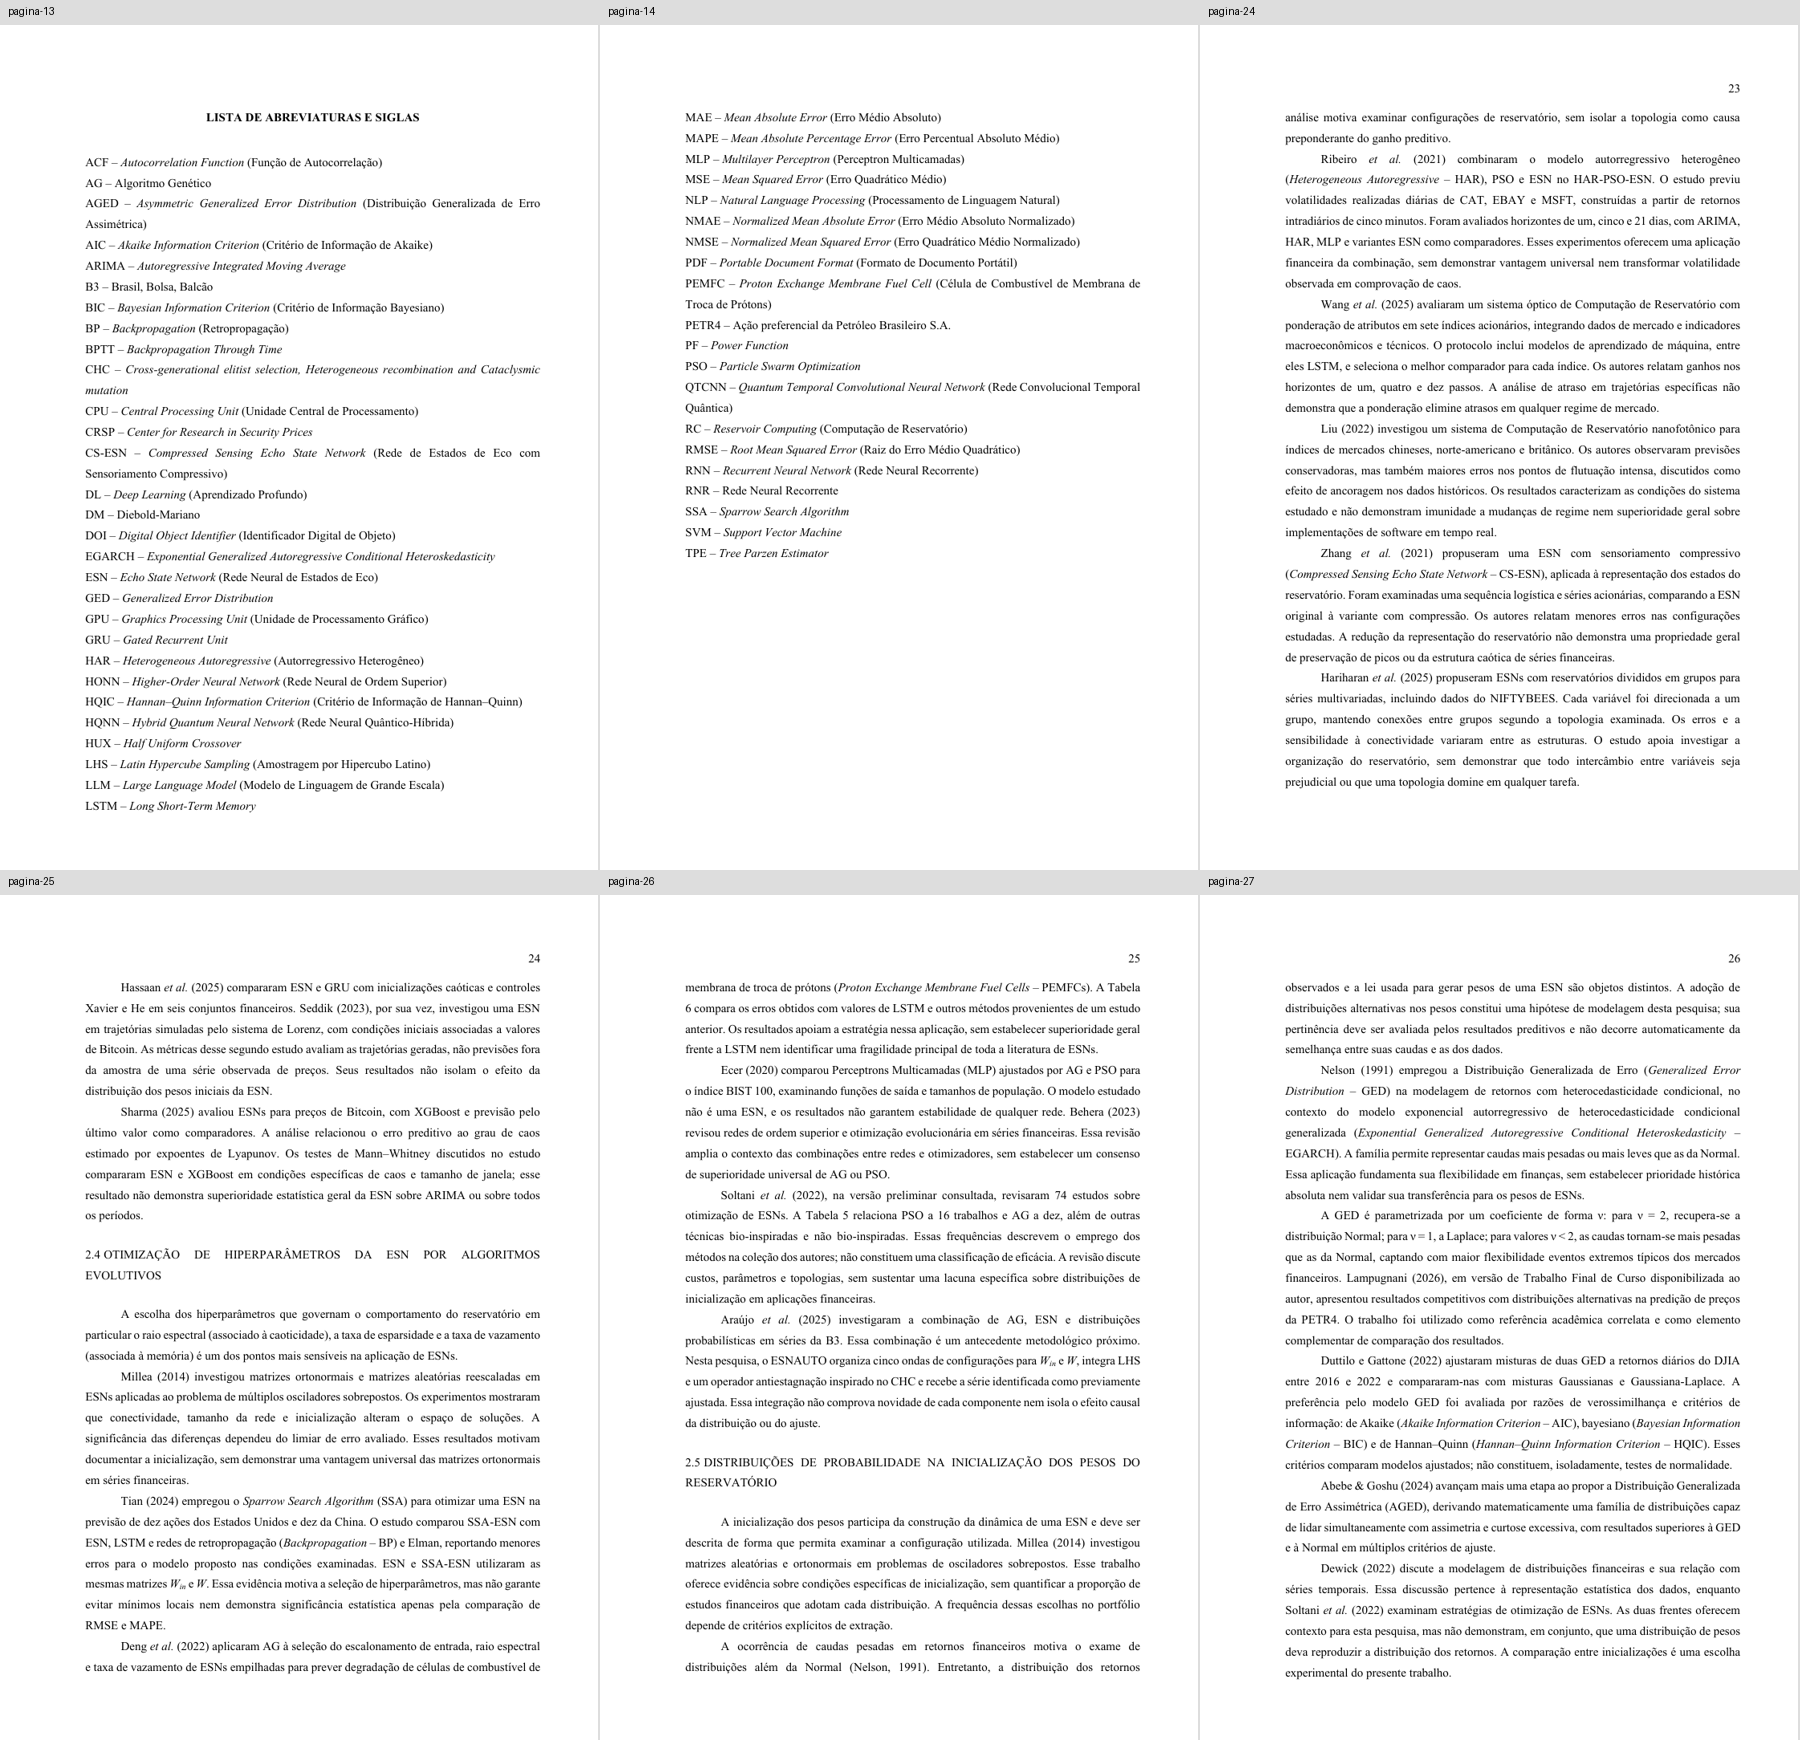 pagina-13
LISTA DE ABREVIATURAS E SIGLAS
ACF – Autocorrelation Function (Função de Autocorrelação)
AG – Algoritmo Genético
AGED – Asymmetric Generalized Error Distribution (Distribuição Generalizada de Erro
Assimétrica)
AIC – Akaike Information Criterion (Critério de Informação de Akaike)
ARIMA – Autoregressive Integrated Moving Average
B3 – Brasil, Bolsa, Balcão
BIC – Bayesian Information Criterion (Critério de Informação Bayesiano)
BP – Backpropagation (Retropropagação)
BPTT – Backpropagation Through Time
CHC – Cross-generational elitist selection, Heterogeneous recombination and Cataclysmic
mutation
CPU – Central Processing Unit (Unidade Central de Processamento)
CRSP – Center for Research in Security Prices
CS-ESN – Compressed Sensing Echo State Network (Rede de Estados de Eco com
Sensoriamento Compressivo)
DL – Deep Learning (Aprendizado Profundo)
DM – Diebold-Mariano
DOI – Digital Object Identifier (Identificador Digital de Objeto)
EGARCH – Exponential Generalized Autoregressive Conditional Heteroskedasticity
ESN – Echo State Network (Rede Neural de Estados de Eco)
GED – Generalized Error Distribution
GPU – Graphics Processing Unit (Unidade de Processamento Gráfico)
GRU – Gated Recurrent Unit
HAR – Heterogeneous Autoregressive (Autorregressivo Heterogêneo)
HONN – Higher-Order Neural Network (Rede Neural de Ordem Superior)
HQIC – Hannan–Quinn Information Criterion (Critério de Informação de Hannan–Quinn)
HQNN – Hybrid Quantum Neural Network (Rede Neural Quântico-Híbrida)
HUX – Half Uniform Crossover
LHS – Latin Hypercube Sampling (Amostragem por Hipercubo Latino)
LLM – Large Language Model (Modelo de Linguagem de Grande Escala)
LSTM – Long Short-Term Memory
pagina-14
MAE – Mean Absolute Error (Erro Médio Absoluto)
MAPE – Mean Absolute Percentage Error (Erro Percentual Absoluto Médio)
MLP – Multilayer Perceptron (Perceptron Multicamadas)
MSE – Mean Squared Error (Erro Quadrático Médio)
NLP – Natural Language Processing (Processamento de Linguagem Natural)
NMAE – Normalized Mean Absolute Error (Erro Médio Absoluto Normalizado)
NMSE – Normalized Mean Squared Error (Erro Quadrático Médio Normalizado)
PDF – Portable Document Format (Formato de Documento Portátil)
PEMFC – Proton Exchange Membrane Fuel Cell (Célula de Combustível de Membrana de
Troca de Prótons)
PETR4 – Ação preferencial da Petróleo Brasileiro S.A.
PF – Power Function
PSO – Particle Swarm Optimization
QTCNN – Quantum Temporal Convolutional Neural Network (Rede Convolucional Temporal
Quântica)
RC – Reservoir Computing (Computação de Reservatório)
RMSE – Root Mean Squared Error (Raiz do Erro Médio Quadrático)
RNN – Recurrent Neural Network (Rede Neural Recorrente)
RNR – Rede Neural Recorrente
SSA – Sparrow Search Algorithm
SVM – Support Vector Machine
TPE – Tree Parzen Estimator
pagina-24
23
análise motiva examinar configurações de reservatório, sem isolar a topologia como causa
preponderante do ganho preditivo.
Ribeiro et al. (2021) combinaram o modelo autorregressivo heterogêneo
(Heterogeneous Autoregressive – HAR), PSO e ESN no HAR-PSO-ESN. O estudo previu
volatilidades realizadas diárias de CAT, EBAY e MSFT, construídas a partir de retornos
intradiários de cinco minutos. Foram avaliados horizontes de um, cinco e 21 dias, com ARIMA,
HAR, MLP e variantes ESN como comparadores. Esses experimentos oferecem uma aplicação
financeira da combinação, sem demonstrar vantagem universal nem transformar volatilidade
observada em comprovação de caos.
Wang et al. (2025) avaliaram um sistema óptico de Computação de Reservatório com
ponderação de atributos em sete índices acionários, integrando dados de mercado e indicadores
macroeconômicos e técnicos. O protocolo inclui modelos de aprendizado de máquina, entre
eles LSTM, e seleciona o melhor comparador para cada índice. Os autores relatam ganhos nos
horizontes de um, quatro e dez passos. A análise de atraso em trajetórias específicas não
demonstra que a ponderação elimine atrasos em qualquer regime de mercado.
Liu (2022) investigou um sistema de Computação de Reservatório nanofotônico para
índices de mercados chineses, norte-americano e britânico. Os autores observaram previsões
conservadoras, mas também maiores erros nos pontos de flutuação intensa, discutidos como
efeito de ancoragem nos dados históricos. Os resultados caracterizam as condições do sistema
estudado e não demonstram imunidade a mudanças de regime nem superioridade geral sobre
implementações de software em tempo real.
Zhang et al. (2021) propuseram uma ESN com sensoriamento compressivo
(Compressed Sensing Echo State Network – CS-ESN), aplicada à representação dos estados do
reservatório. Foram examinadas uma sequência logística e séries acionárias, comparando a ESN
original à variante com compressão. Os autores relatam menores erros nas configurações
estudadas. A redução da representação do reservatório não demonstra uma propriedade geral
de preservação de picos ou da estrutura caótica de séries financeiras.
Hariharan et al. (2025) propuseram ESNs com reservatórios divididos em grupos para
séries multivariadas, incluindo dados do NIFTYBEES. Cada variável foi direcionada a um
grupo, mantendo conexões entre grupos segundo a topologia examinada. Os erros e a
sensibilidade à conectividade variaram entre as estruturas. O estudo apoia investigar a
organização do reservatório, sem demonstrar que todo intercâmbio entre variáveis seja
prejudicial ou que uma topologia domine em qualquer tarefa.
pagina-25
24
Hassaan et al. (2025) compararam ESN e GRU com inicializações caóticas e controles
Xavier e He em seis conjuntos financeiros. Seddik (2023), por sua vez, investigou uma ESN
em trajetórias simuladas pelo sistema de Lorenz, com condições iniciais associadas a valores
de Bitcoin. As métricas desse segundo estudo avaliam as trajetórias geradas, não previsões fora
da amostra de uma série observada de preços. Seus resultados não isolam o efeito da
distribuição dos pesos iniciais da ESN.
Sharma (2025) avaliou ESNs para preços de Bitcoin, com XGBoost e previsão pelo
último valor como comparadores. A análise relacionou o erro preditivo ao grau de caos
estimado por expoentes de Lyapunov. Os testes de Mann–Whitney discutidos no estudo
compararam ESN e XGBoost em condições específicas de caos e tamanho de janela; esse
resultado não demonstra superioridade estatística geral da ESN sobre ARIMA ou sobre todos
os períodos.
2.4 OTIMIZAÇÃO DE HIPERPARÂMETROS DA ESN POR ALGORITMOS
EVOLUTIVOS
A escolha dos hiperparâmetros que governam o comportamento do reservatório em
particular o raio espectral (associado à caoticidade), a taxa de esparsidade e a taxa de vazamento
(associada à memória) é um dos pontos mais sensíveis na aplicação de ESNs.
Millea (2014) investigou matrizes ortonormais e matrizes aleatórias reescaladas em
ESNs aplicadas ao problema de múltiplos osciladores sobrepostos. Os experimentos mostraram
que conectividade, tamanho da rede e inicialização alteram o espaço de soluções. A
significância das diferenças dependeu do limiar de erro avaliado. Esses resultados motivam
documentar a inicialização, sem demonstrar uma vantagem universal das matrizes ortonormais
em séries financeiras.
Tian (2024) empregou o Sparrow Search Algorithm (SSA) para otimizar uma ESN na
previsão de dez ações dos Estados Unidos e dez da China. O estudo comparou SSA-ESN com
ESN, LSTM e redes de retropropagação (Backpropagation – BP) e Elman, reportando menores
erros para o modelo proposto nas condições examinadas. ESN e SSA-ESN utilizaram as
mesmas matrizes Win e W. Essa evidência motiva a seleção de hiperparâmetros, mas não garante
evitar mínimos locais nem demonstra significância estatística apenas pela comparação de
RMSE e MAPE.
Deng et al. (2022) aplicaram AG à seleção do escalonamento de entrada, raio espectral
e taxa de vazamento de ESNs empilhadas para prever degradação de células de combustível de
pagina-26
25
membrana de troca de prótons (Proton Exchange Membrane Fuel Cells – PEMFCs). A Tabela
6 compara os erros obtidos com valores de LSTM e outros métodos provenientes de um estudo
anterior. Os resultados apoiam a estratégia nessa aplicação, sem estabelecer superioridade geral
frente a LSTM nem identificar uma fragilidade principal de toda a literatura de ESNs.
Ecer (2020) comparou Perceptrons Multicamadas (MLP) ajustados por AG e PSO para
o índice BIST 100, examinando funções de saída e tamanhos de população. O modelo estudado
não é uma ESN, e os resultados não garantem estabilidade de qualquer rede. Behera (2023)
revisou redes de ordem superior e otimização evolucionária em séries financeiras. Essa revisão
amplia o contexto das combinações entre redes e otimizadores, sem estabelecer um consenso
de superioridade universal de AG ou PSO.
Soltani et al. (2022), na versão preliminar consultada, revisaram 74 estudos sobre
otimização de ESNs. A Tabela 5 relaciona PSO a 16 trabalhos e AG a dez, além de outras
técnicas bio-inspiradas e não bio-inspiradas. Essas frequências descrevem o emprego dos
métodos na coleção dos autores; não constituem uma classificação de eficácia. A revisão discute
custos, parâmetros e topologias, sem sustentar uma lacuna específica sobre distribuições de
inicialização em aplicações financeiras.
Araújo et al. (2025) investigaram a combinação de AG, ESN e distribuições
probabilísticas em séries da B3. Essa combinação é um antecedente metodológico próximo.
Nesta pesquisa, o ESNAUTO organiza cinco ondas de configurações para Win e W, integra LHS
e um operador antiestagnação inspirado no CHC e recebe a série identificada como previamente
ajustada. Essa integração não comprova novidade de cada componente nem isola o efeito causal
da distribuição ou do ajuste.
2.5 DISTRIBUIÇÕES DE PROBABILIDADE NA INICIALIZAÇÃO DOS PESOS DO
RESERVATÓRIO
A inicialização dos pesos participa da construção da dinâmica de uma ESN e deve ser
descrita de forma que permita examinar a configuração utilizada. Millea (2014) investigou
matrizes aleatórias e ortonormais em problemas de osciladores sobrepostos. Esse trabalho
oferece evidência sobre condições específicas de inicialização, sem quantificar a proporção de
estudos financeiros que adotam cada distribuição. A frequência dessas escolhas no portfólio
depende de critérios explícitos de extração.
A ocorrência de caudas pesadas em retornos financeiros motiva o exame de
distribuições além da Normal (Nelson, 1991). Entretanto, a distribuição dos retornos
pagina-27
26
observados e a lei usada para gerar pesos de uma ESN são objetos distintos. A adoção de
distribuições alternativas nos pesos constitui uma hipótese de modelagem desta pesquisa; sua
pertinência deve ser avaliada pelos resultados preditivos e não decorre automaticamente da
semelhança entre suas caudas e as dos dados.
Nelson (1991) empregou a Distribuição Generalizada de Erro (Generalized Error
Distribution – GED) na modelagem de retornos com heterocedasticidade condicional, no
contexto do modelo exponencial autorregressivo de heterocedasticidade condicional
generalizada (Exponential Generalized Autoregressive Conditional Heteroskedasticity –
EGARCH). A família permite representar caudas mais pesadas ou mais leves que as da Normal.
Essa aplicação fundamenta sua flexibilidade em finanças, sem estabelecer prioridade histórica
absoluta nem validar sua transferência para os pesos de ESNs.
A GED é parametrizada por um coeficiente de forma ν: para ν = 2, recupera-se a
distribuição Normal; para ν = 1, a Laplace; para valores ν < 2, as caudas tornam-se mais pesadas
que as da Normal, captando com maior flexibilidade eventos extremos típicos dos mercados
financeiros. Lampugnani (2026), em versão de Trabalho Final de Curso disponibilizada ao
autor, apresentou resultados competitivos com distribuições alternativas na predição de preços
da PETR4. O trabalho foi utilizado como referência acadêmica correlata e como elemento
complementar de comparação dos resultados.
Duttilo e Gattone (2022) ajustaram misturas de duas GED a retornos diários do DJIA
entre 2016 e 2022 e compararam-nas com misturas Gaussianas e Gaussiana-Laplace. A
preferência pelo modelo GED foi avaliada por razões de verossimilhança e critérios de
informação: de Akaike (Akaike Information Criterion – AIC), bayesiano (Bayesian Information
Criterion – BIC) e de Hannan–Quinn (Hannan–Quinn Information Criterion – HQIC). Esses
critérios comparam modelos ajustados; não constituem, isoladamente, testes de normalidade.
Abebe & Goshu (2024) avançam mais uma etapa ao propor a Distribuição Generalizada
de Erro Assimétrica (AGED), derivando matematicamente uma família de distribuições capaz
de lidar simultaneamente com assimetria e curtose excessiva, com resultados superiores à GED
e à Normal em múltiplos critérios de ajuste.
Dewick (2022) discute a modelagem de distribuições financeiras e sua relação com
séries temporais. Essa discussão pertence à representação estatística dos dados, enquanto
Soltani et al. (2022) examinam estratégias de otimização de ESNs. As duas frentes oferecem
contexto para esta pesquisa, mas não demonstram, em conjunto, que uma distribuição de pesos
deva reproduzir a distribuição dos retornos. A comparação entre inicializações é uma escolha
experimental do presente trabalho.